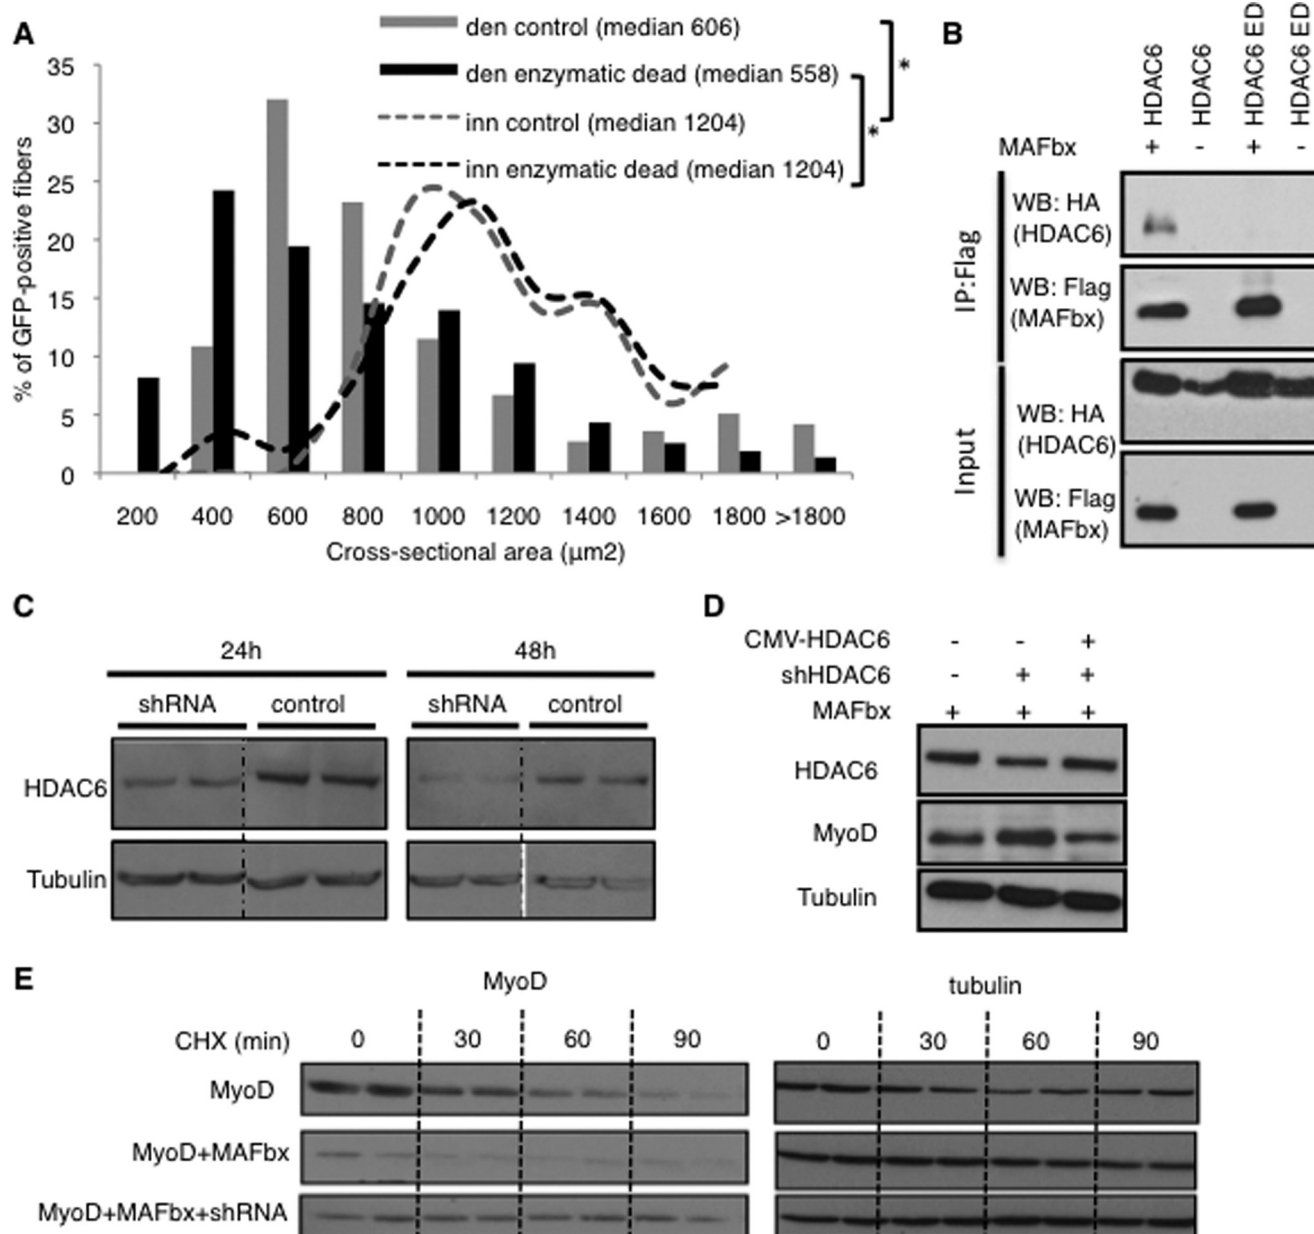 A
den control (median 606)
den enzymatic dead (median 558)
inn control (median 1204)
inn enzymatic dead (median 1204)
*
*
% of GFP-positive fibers
35
30
25
20
15
10
5
0
200 400 600 800 1000 1200 1400 1600 1800 >1800
Cross-sectional area (µm2)
B
HDAC6
HDAC6
HDAC6 ED
HDAC6 ED
MAFbx + - + -
IP:Flag
WB: HA
(HDAC6)
WB: Flag
(MAFbx)
Input
WB: HA
(HDAC6)
WB: Flag
(MAFbx)
C
24h 48h
shRNA control shRNA control
HDAC6
Tubulin
D
CMV-HDAC6 - - +
shHDAC6 - + +
MAFbx + + +
HDAC6
MyoD
Tubulin
E
MyoD tubulin
CHX (min) 0 30 60 90 0 30 60 90
MyoD
MyoD+MAFbx
MyoD+MAFbx+shRNA